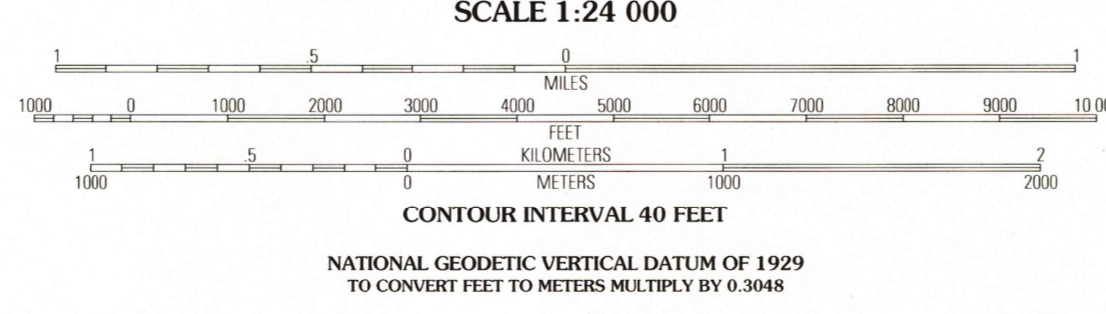 SCALE 1:24 000
1 .5 0 1
MILES
1000 0 1000 2000 3000 4000 5000 6000 7000 8000 9000 10 00
FEET
1 .5 0 KILOMETERS 1 2
1000 0 METERS 1000 2000
CONTOUR INTERVAL 40 FEET
NATIONAL GEODETIC VERTICAL DATUM OF 1929
TO CONVERT FEET TO METERS MULTIPLY BY 0.3048